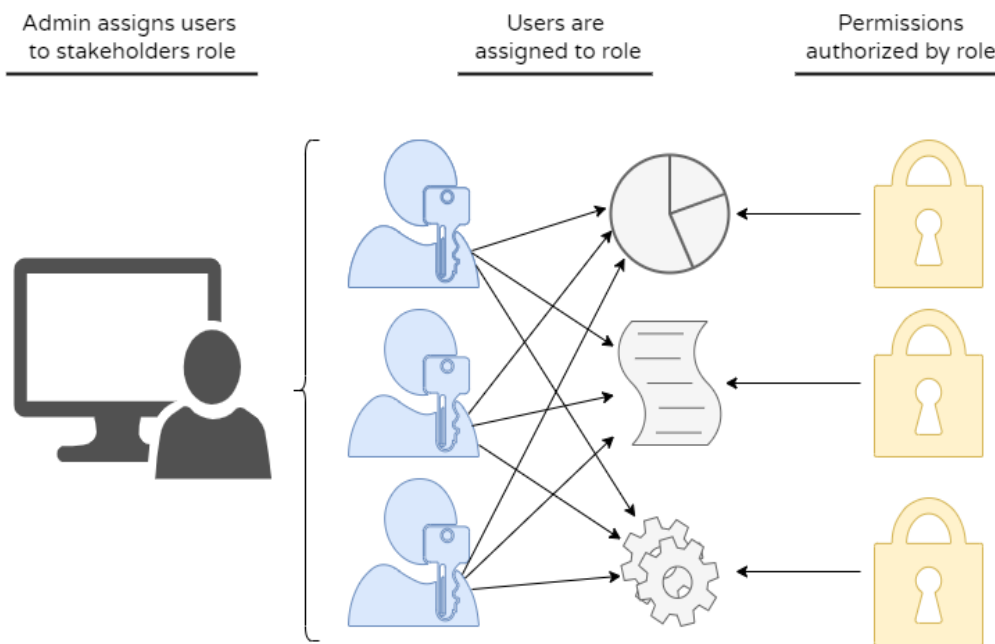 Admin assigns users
to stakeholders role
Users are
assigned to role
Permissions
authorized by role